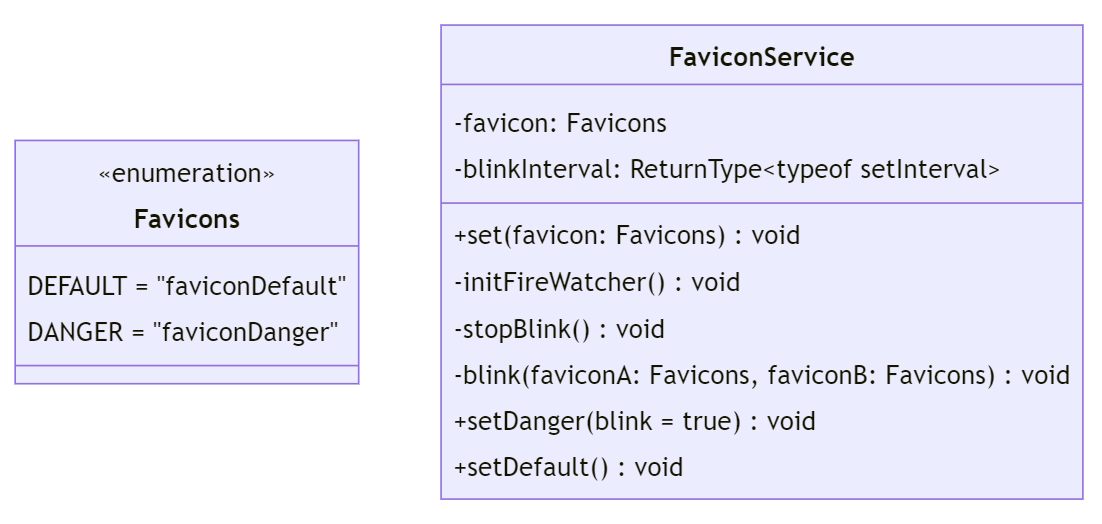 «enumeration»
Favicons
DEFAULT = "faviconDefault"
DANGER = "faviconDanger"
FaviconService
-favicon: Favicons
-blinkInterval: ReturnType<typeof setInterval>
+set(favicon: Favicons) : void
-initFireWatcher() : void
-stopBlink() : void
-blink(faviconA: Favicons, faviconB: Favicons) : void
+setDanger(blink = true) : void
+setDefault() : void